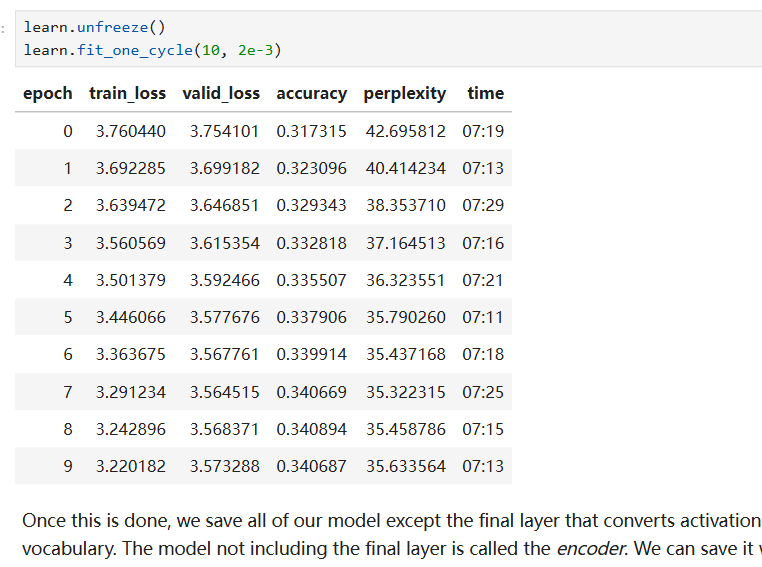 learn.unfreeze()
learn.fit_one_cycle(10, 2e-3)
epoch train_loss valid_loss accuracy perplexity time
0 3.760440 3.754101 0.317315 42.695812 07:19
1 3.692285 3.699182 0.323096 40.414234 07:13
2 3.639472 3.646851 0.329343 38.353710 07:29
3 3.560569 3.615354 0.332818 37.164513 07:16
4 3.501379 3.592466 0.335507 36.323551 07:21
5 3.446066 3.577676 0.337906 35.790260 07:11
6 3.363675 3.567761 0.339914 35.437168 07:18
7 3.291234 3.564515 0.340669 35.322315 07:25
8 3.242896 3.568371 0.340894 35.458786 07:15
9 3.220182 3.573288 0.340687 35.633564 07:13
Once this is done, we save all of our model except the final layer that converts activation
vocabulary. The model not including the final layer is called the encoder. We can save it